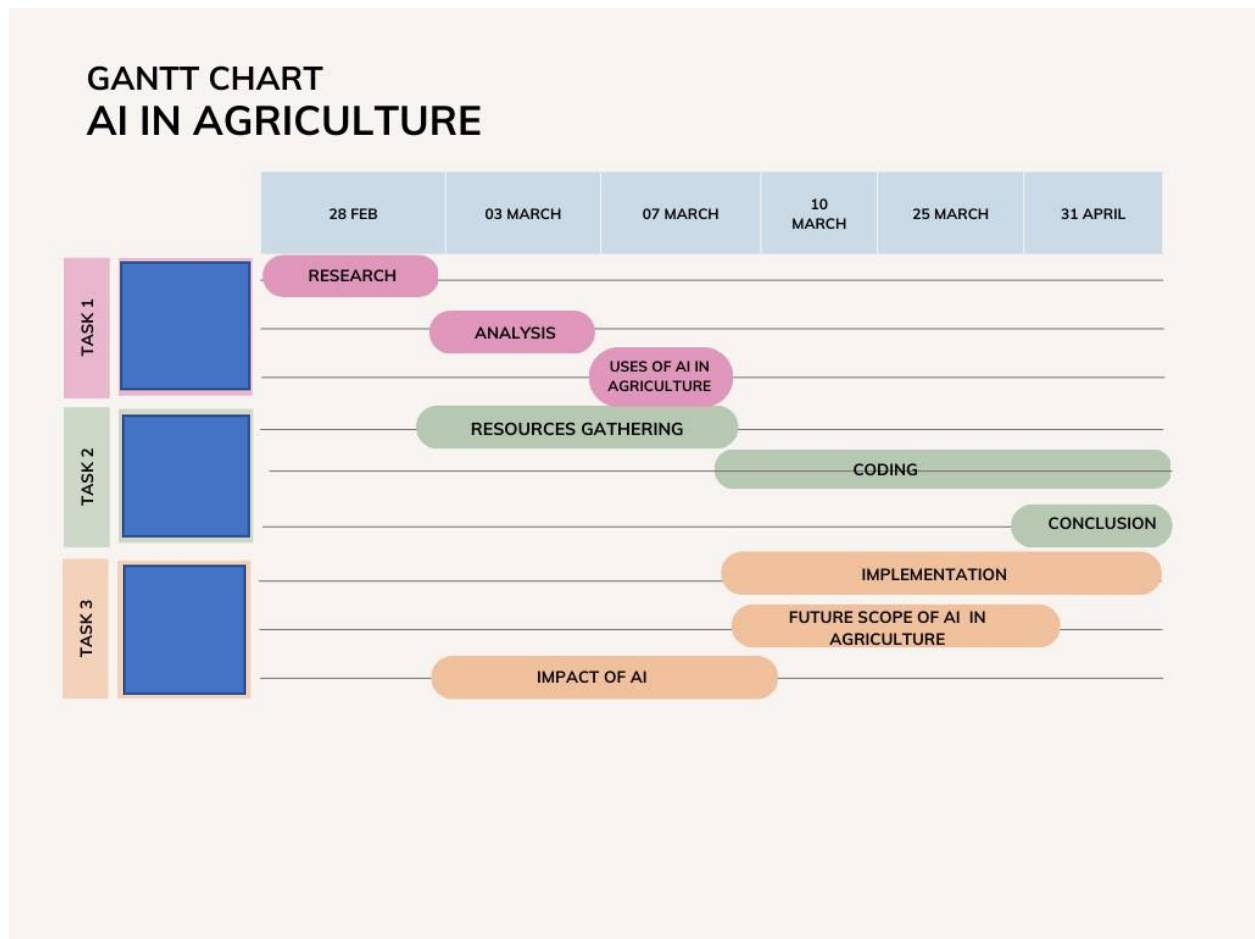 GANTT CHART
AI IN AGRICULTURE
28 FEB
03 MARCH
07 MARCH
10
MARCH
25 MARCH
31 APRIL
TASK 1
RESEARCH
ANALYSIS
USES OF AI IN
AGRICULTURE
TASK 2
RESOURCES GATHERING
CODING
CONCLUSION
TASK 3
IMPLEMENTATION
FUTURE SCOPE OF AI IN
AGRICULTURE
IMPACT OF AI